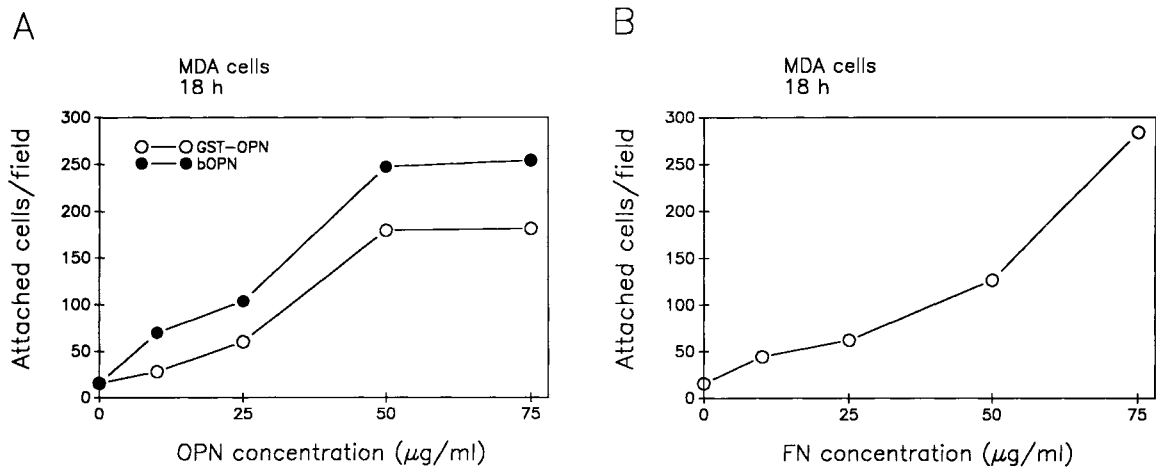 A
MDA cells
18 h
GST-OPN
bOPN
Attached cells/field
300
250
200
150
100
50
0
0 25 50 75
OPN concentration (μg/ml)
B
MDA cells
18 h
Attached cells/field
300
250
200
150
100
50
0
0 25 50 75
FN concentration (μg/ml)